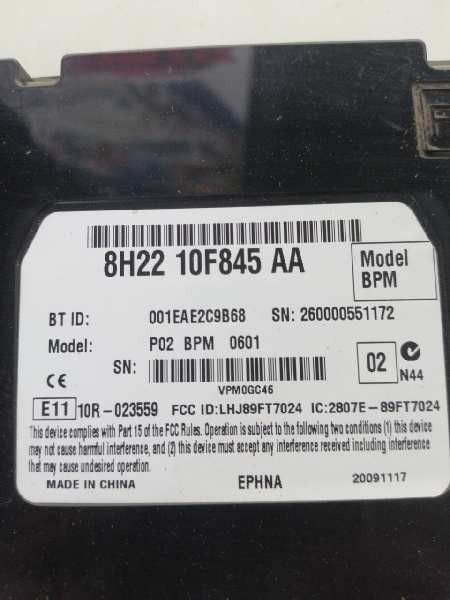 8H22 10F845 AA
Model
BPM
BT ID: 001EAE2C9B68 SN: 260000551172
Model: P02 BPM 0601
SN:
VPM0GC46
02
N44
CE
E11 10R-023559 FCC ID:LHJ89FT7024 IC:2807E-89FT7024
This device complies with Part 15 of the FCC Rules. Operation is subject to the following two conditions (1) this device
may not cause harmful interference, and (2) this device must accept any interference received including interference
that may cause undesired operation.
MADE IN CHINA EPHNA 20091117